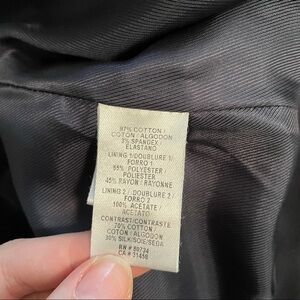 97% COTTON /
COTON / ALGODON
3% SPANDEX /
ELASTANO
LINING 1/DOUBLURE 1/
FORRO 1
55% POLYESTER/
POLIESTER
45% RAYON / RAYONNE
LINING 2 / DOUBLURE 2 /
FORRO 2
100% ACETATE /
ACETATO
CONTRAST/CONTRASTE
70% COTTON /
COTON / ALGODON
30% SILK/SOIE/SEDA
RN # 80734
CA # 31458